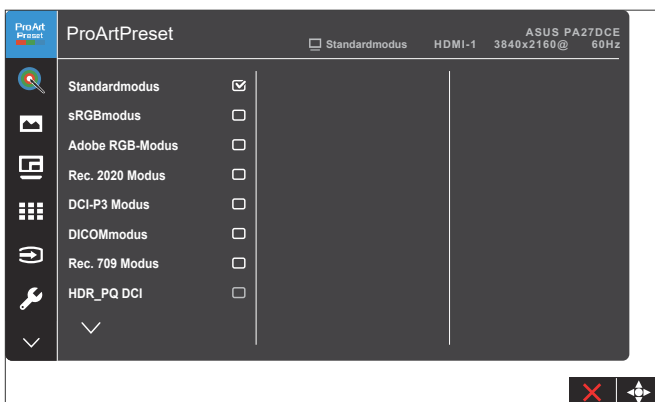 ProArt
Preset
ProArtPreset
Standardmodus HDMI-1 3840x2160@ 60Hz
ASUS PA27DCE
Standardmodus
sRGBmodus
Adobe RGB-Modus
Rec. 2020 Modus
DCI-P3 Modus
DICOMmodus
Rec. 709 Modus
HDR_PQ DCI